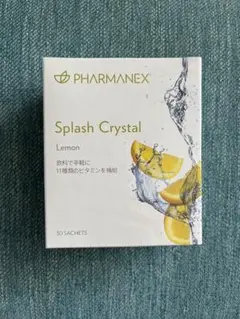 PHARMANEX
Splash Crystal
Lemon
飲料で手軽に
11種類のビタミンを補給
30 SACHETS